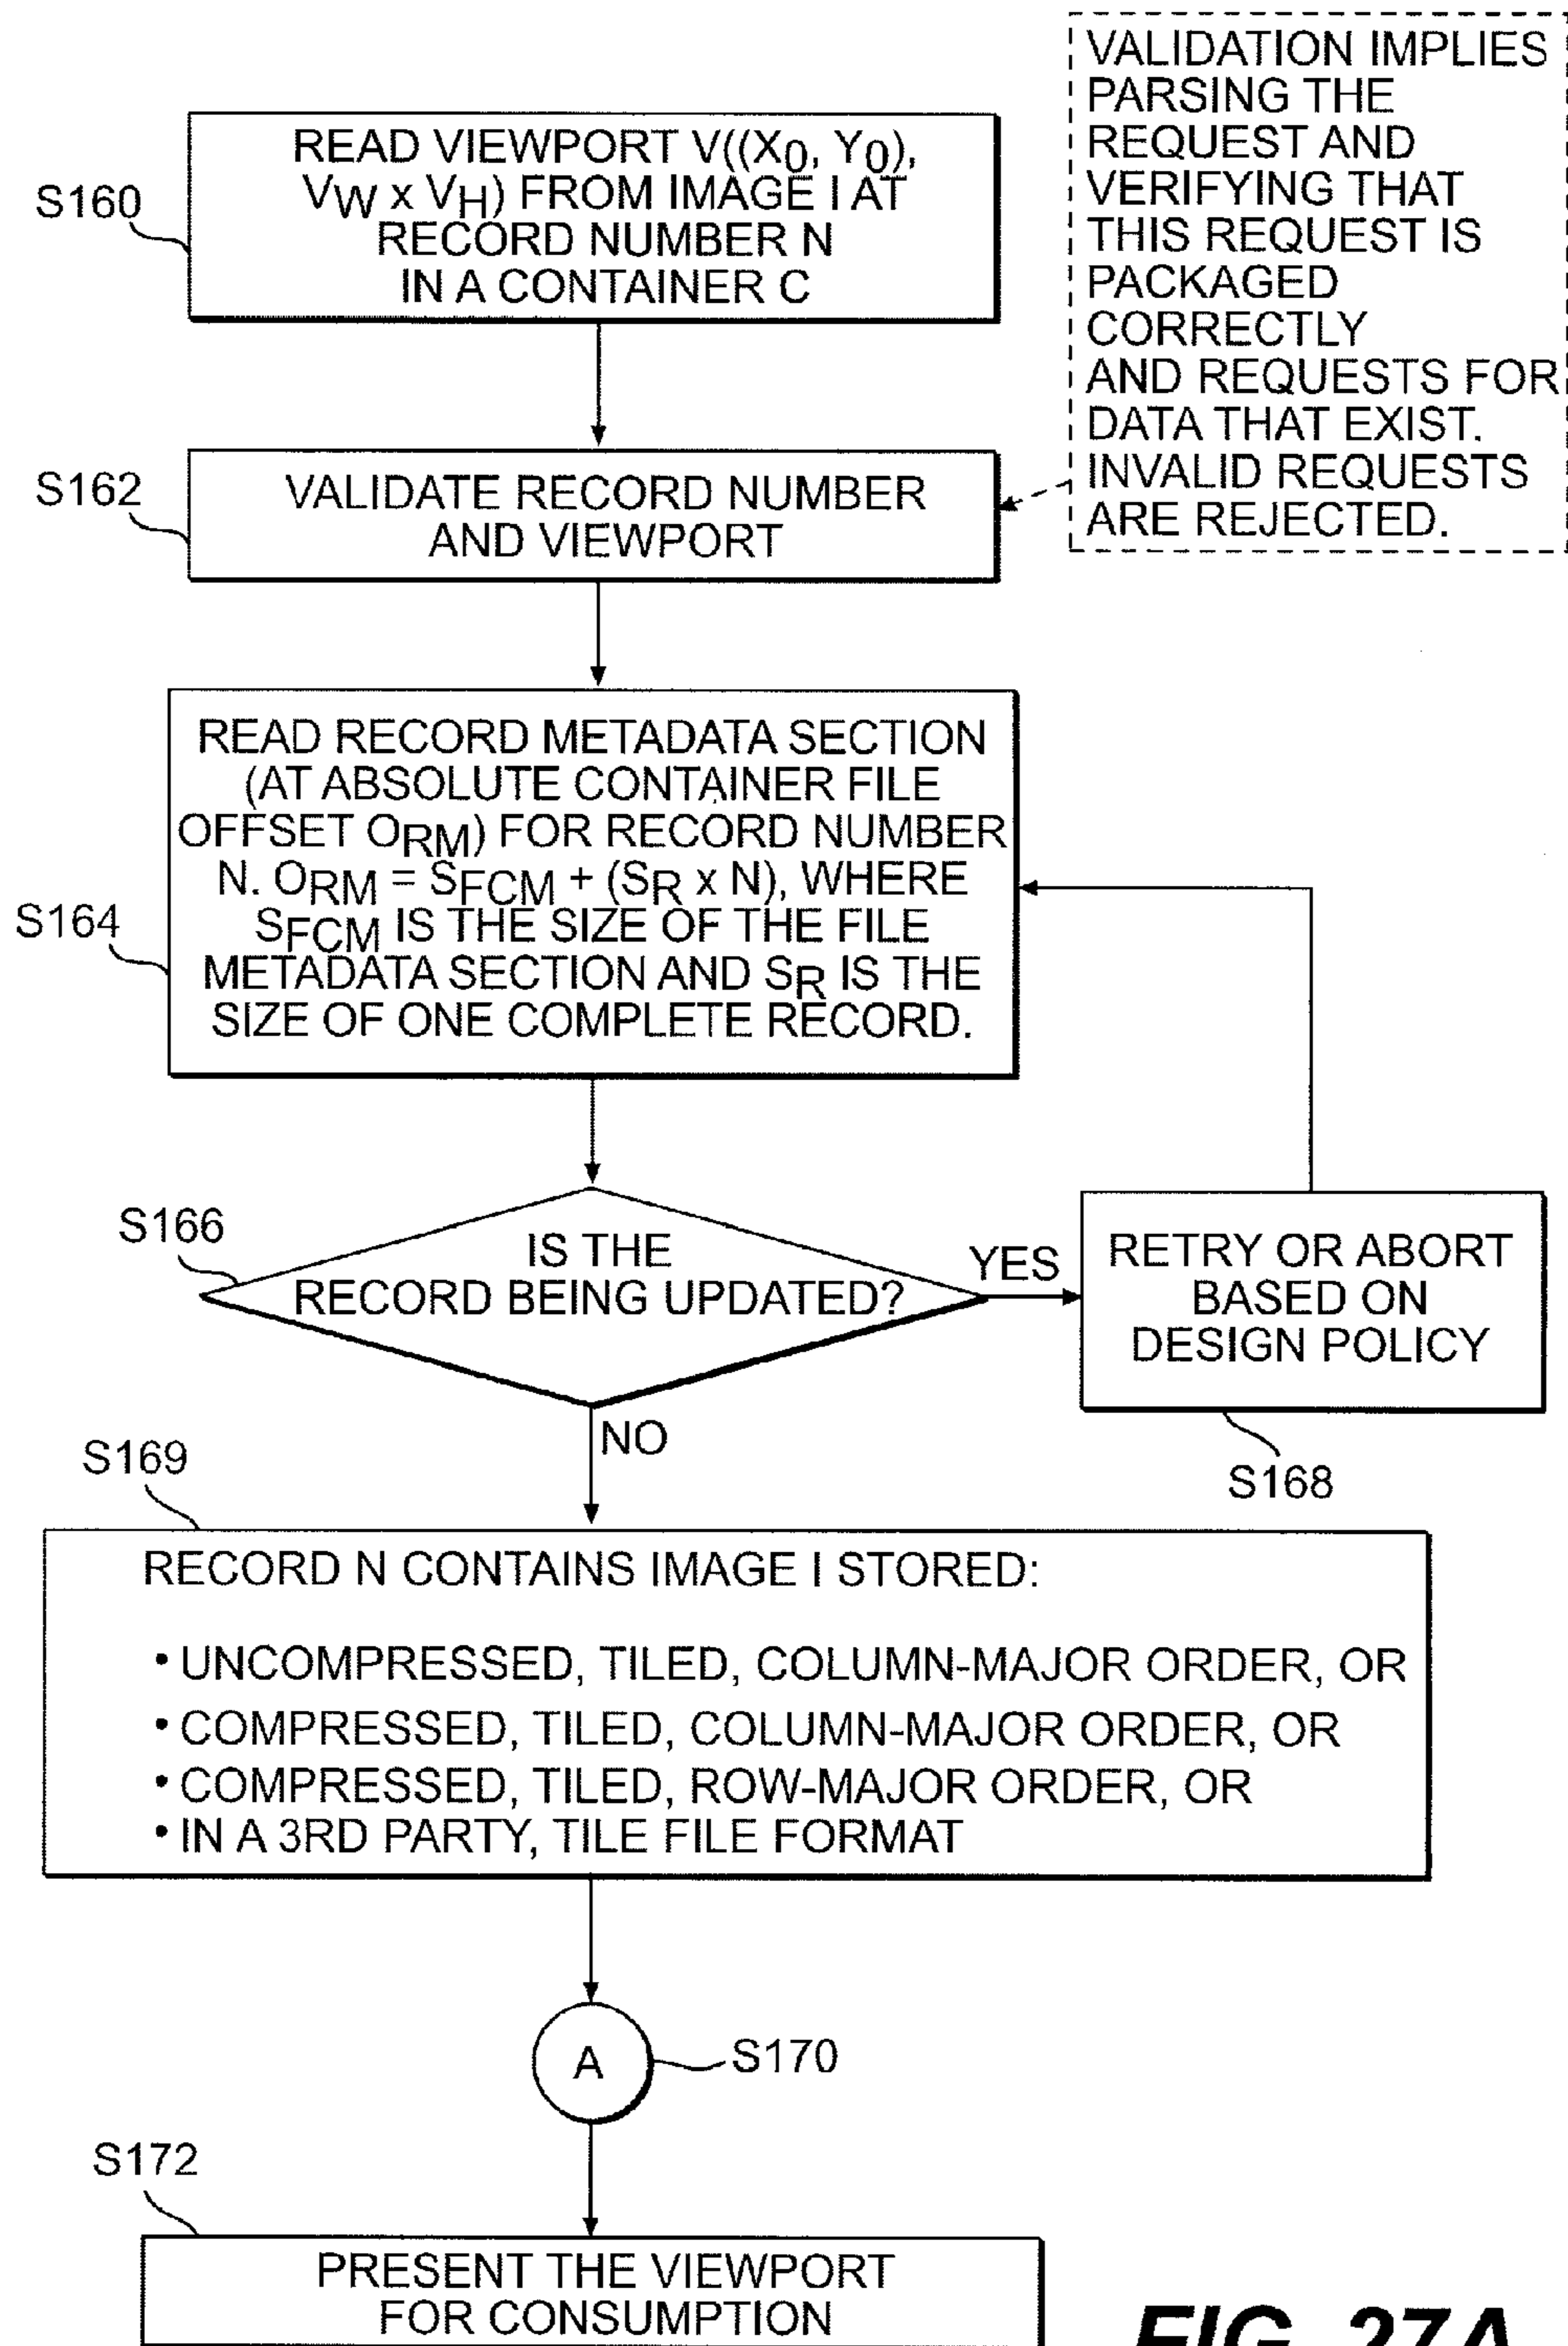 VALIDATION IMPLIES
PARSING THE
REQUEST AND
VERIFYING THAT
THIS REQUEST IS
PACKAGED
CORRECTLY
AND REQUESTS FOR
DATA THAT EXIST.
INVALID REQUESTS
ARE REJECTED.
S160
READ VIEWPORT V((X0, Y0),
VW x VH) FROM IMAGE I AT
RECORD NUMBER N
IN A CONTAINER C
S162
VALIDATE RECORD NUMBER
AND VIEWPORT
S164
READ RECORD METADATA SECTION
(AT ABSOLUTE CONTAINER FILE
OFFSET ORM) FOR RECORD NUMBER
N. ORM = SFCM + (SR x N), WHERE
SFCM IS THE SIZE OF THE FILE
METADATA SECTION AND SR IS THE
SIZE OF ONE COMPLETE RECORD.
S166
IS THE
RECORD BEING UPDATED?
YES
RETRY OR ABORT
BASED ON
DESIGN POLICY
S168
NO
S169
RECORD N CONTAINS IMAGE I STORED:
• UNCOMPRESSED, TILED, COLUMN-MAJOR ORDER, OR
• COMPRESSED, TILED, COLUMN-MAJOR ORDER, OR
• COMPRESSED, TILED, ROW-MAJOR ORDER, OR
• IN A 3RD PARTY, TILE FILE FORMAT
A
S170
S172
PRESENT THE VIEWPORT
FOR CONSUMPTION
FIG. 27A